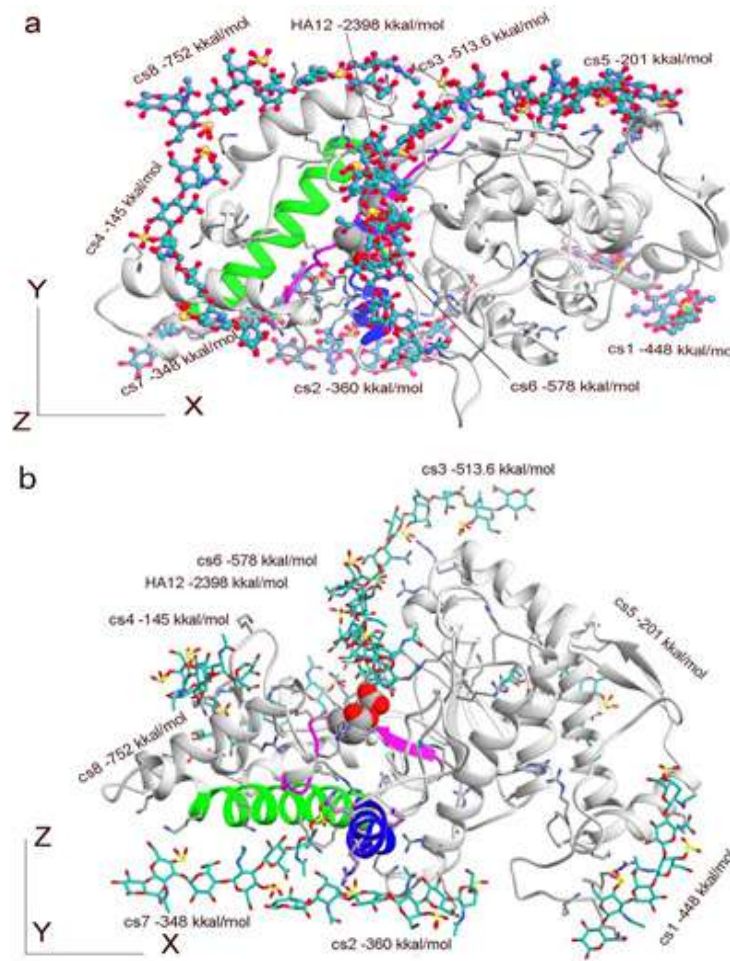 a
HA12 -2398 kkal/mol
cs8 -752 kkal/mol
cs3 -513.6 kkal/mol
cs5 -201 kkal/mol
cs4 -145 kkal/mol
Y
cs7 -348 kkal/mol
cs2 -360 kkal/mol
cs6 -578 kkal/mol
cs1 -448 kkal/mol
Z
X
b
cs3 -513.6 kkal/mol
cs6 -578 kkal/mol
HA12 -2398 kkal/mol
cs4 -145 kkal/mol
cs5 -201 kkal/mol
cs8 -752 kkal/mol
Z
Y
X
cs7 -348 kkal/mol
cs2 -360 kkal/mol
cs1 -448 kkal/mol